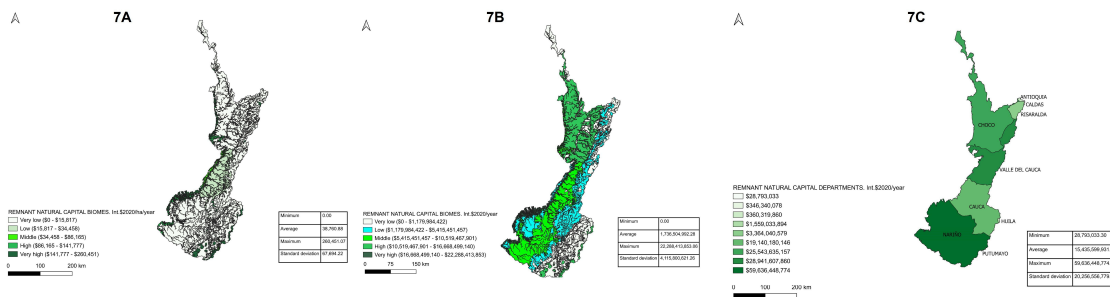 7A
REMNANT NATURAL CAPITAL BIOMES. Int.$2020/ha/year
Very low ($0 - $15,817)
Low ($15,817 - $34,458)
Middle ($34,458 - $86,165)
High ($86,165 - $141,777)
Very high ($141,777 - $260,451)
0 100 200 km
Minimum 0.00
Average 38,760.88
Maximum 260,451.07
Standard deviation 67,694.22
7B
REMNANT NATURAL CAPITAL BIOMES. Int.$2020/year
Very low ($0 - $1,179,984,422)
Low ($1,179,984,422 - $5,415,451,457)
Middle ($5,415,451,457 - $10,519,467,901)
High ($10,519,467,901 - $16,668,499,140)
Very high ($16,668,499,140 - $22,288,413,853)
0 75 150 km
Minimum 0.00
Average 1,736,504,992.28
Maximum 22,288,413,853.00
Standard deviation 4,115,800,621.26
7C
ANTIOQUIA
CALDAS
RISARALDA
CHOCO
VALLE DEL CAUCA
CAUCA
HUILA
NARIÑO
PUTUMAYO
REMNANT NATURAL CAPITAL DEPARTMENTS. Int.$2020/year
$28,793,033
$346,340,078
$360,319,860
$1,559,033,894
$3,364,040,579
$19,140,180,146
$25,543,635,157
$28,941,607,860
$59,636,448,774
0 100 200 km
Minimum 28,793,033.30
Average 15,435,599,931
Maximum 59,636,448,774
Standard deviation 20,256,556,779